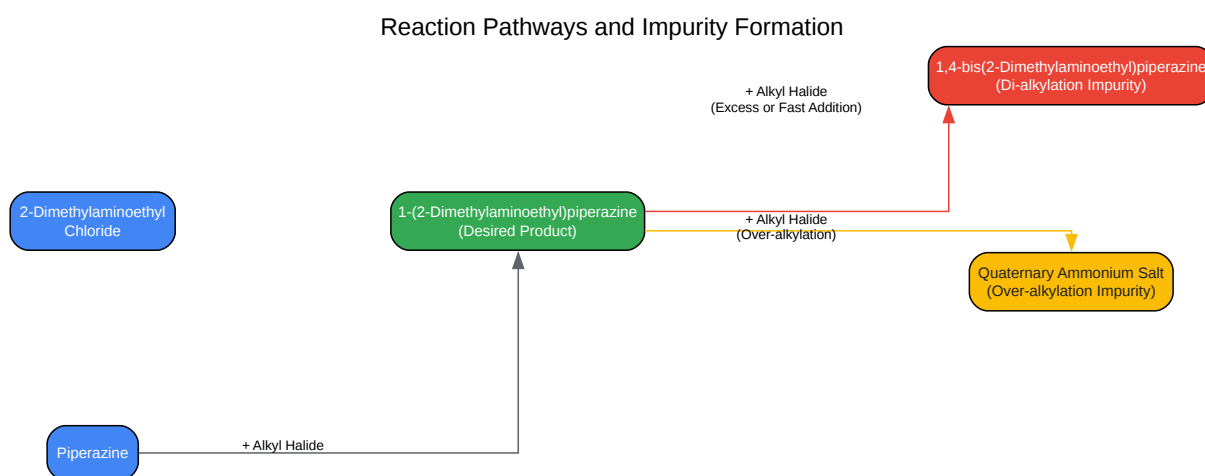 Reaction Pathways and Impurity Formation
1,4-bis(2-Dimethylaminoethyl)piperazine
(Di-alkylation Impurity)
+ Alkyl Halide
(Excess or Fast Addition)
2-Dimethylaminoethyl
Chloride
1-(2-Dimethylaminoethyl)piperazine
(Desired Product)
+ Alkyl Halide
(Over-alkylation)
Quaternary Ammonium Salt
(Over-alkylation Impurity)
Piperazine
+ Alkyl Halide